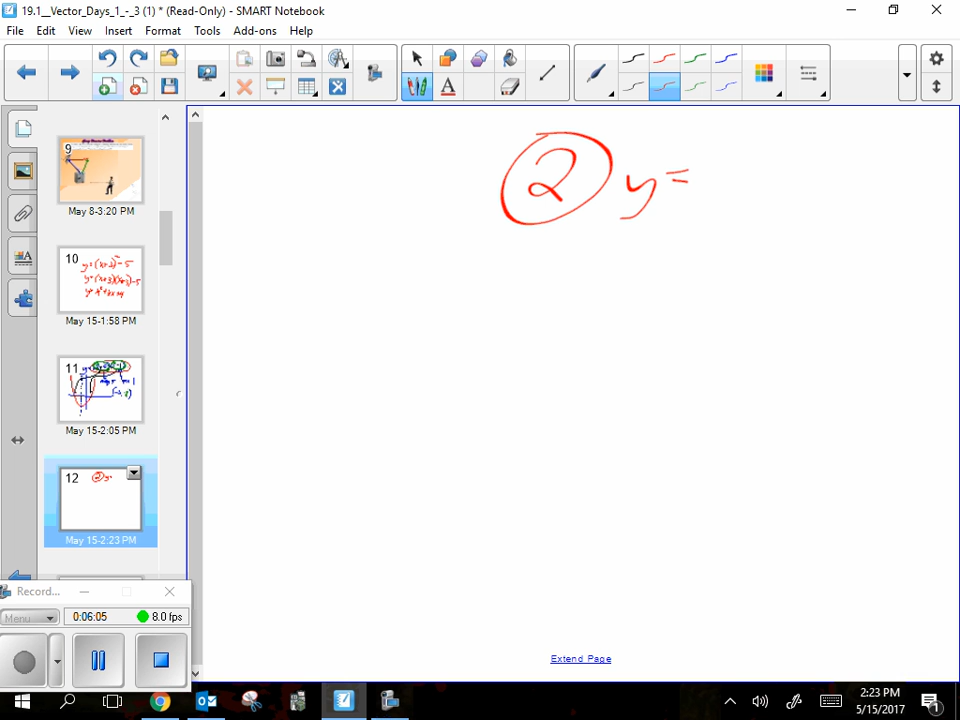 19.1__Vector_Days_1_-_3 (1) * (Read-Only) - SMART Notebook
File Edit View Insert Format Tools Add-ons Help
9
May 8-3:20 PM
10
May 15-1:58 PM
11
May 15-2:05 PM
12
② y=
May 15-2:23 PM
② y=
Record...
Menu
0:06:05
8.0 fps
Extend Page
2:23 PM
5/15/2017
1